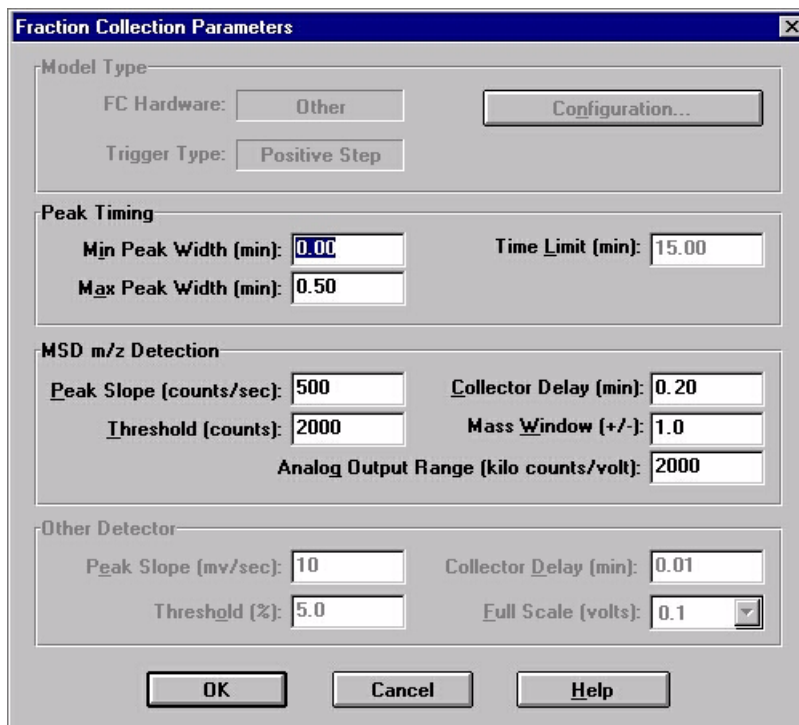 Fraction Collection Parameters
Model Type
FC Hardware: Other
Configuration...
Trigger Type: Positive Step
Peak Timing
Min Peak Width (min): 0.00
Time Limit (min): 15.00
Max Peak Width (min): 0.50
MSD m/z Detection
Peak Slope (counts/sec): 500
Collector Delay (min): 0.20
Threshold (counts): 2000
Mass Window (+/-): 1.0
Analog Output Range (kilo counts/volt): 2000
Other Detector
Peak Slope (mv/sec): 10
Collector Delay (min): 0.01
Threshold (%): 5.0
Full Scale (volts): 0.1
OK
Cancel
Help